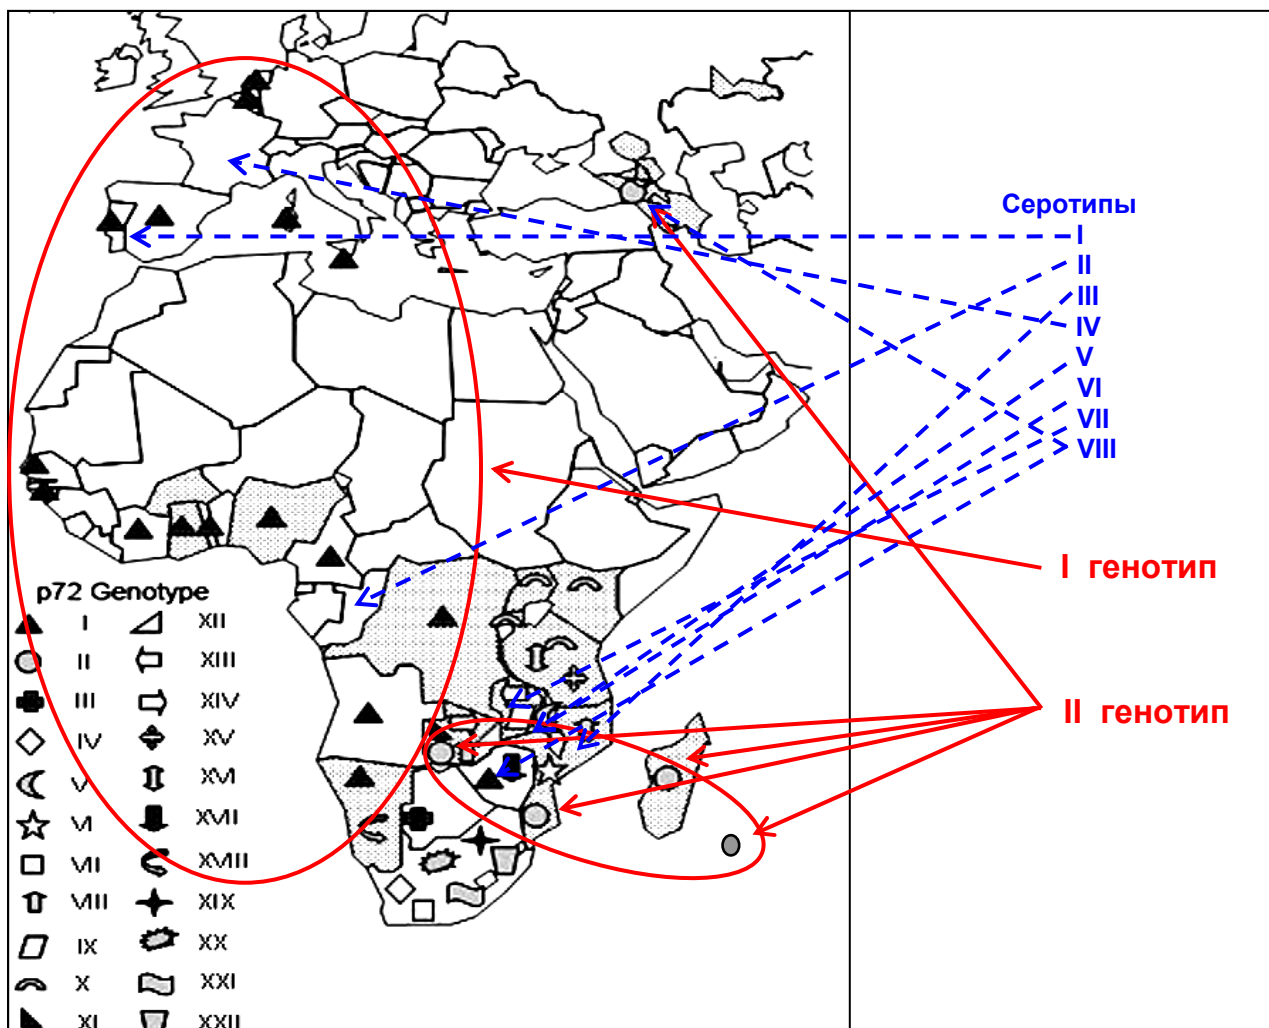 Серотипы
I
II
III
IV
V
VI
VII
VIII
I генотип
II генотип
p72 Genotype
I XII
II XIII
III XIV
IV XV
V XVI
VI XVII
VII XVIII
VIII XIX
IX XX
X XXI
XI XXII